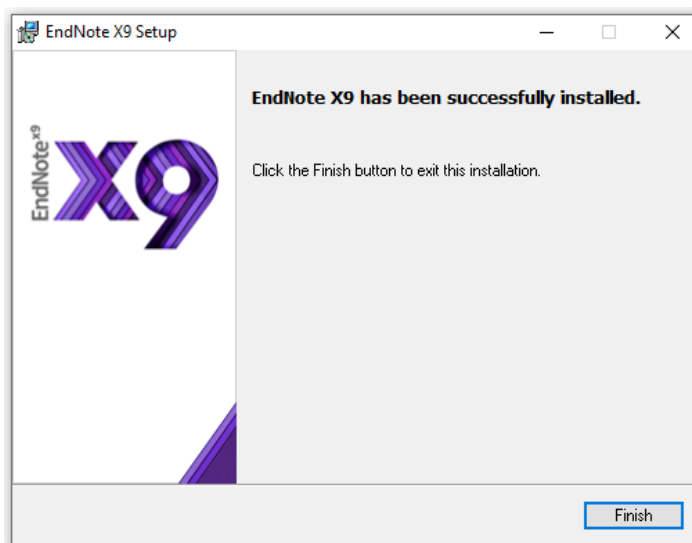 EndNote X9 Setup
EndNote X9 has been successfully installed.
Click the Finish button to exit this installation.
EndNote x9
X9
Finish